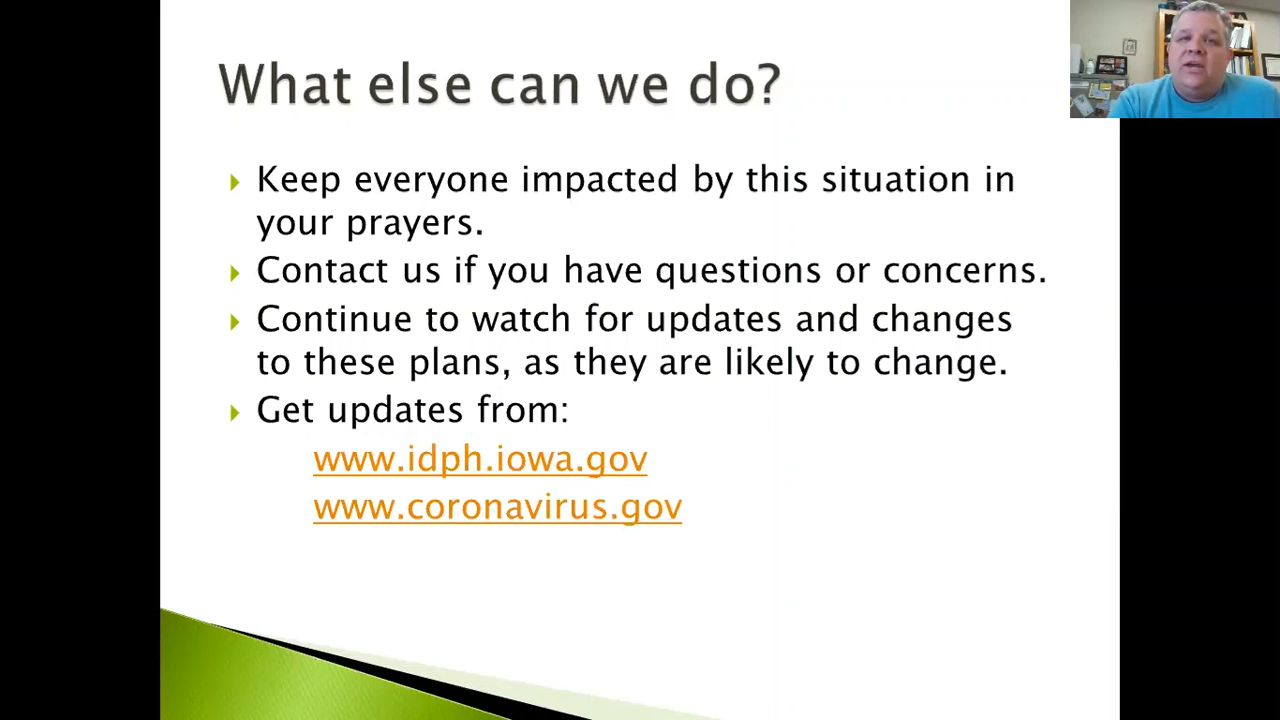 What else can we do?
Keep everyone impacted by this situation in
your prayers.
Contact us if you have questions or concerns.
Continue to watch for updates and changes
to these plans, as they are likely to change.
Get updates from:
www.idph.iowa.gov
www.coronavirus.gov